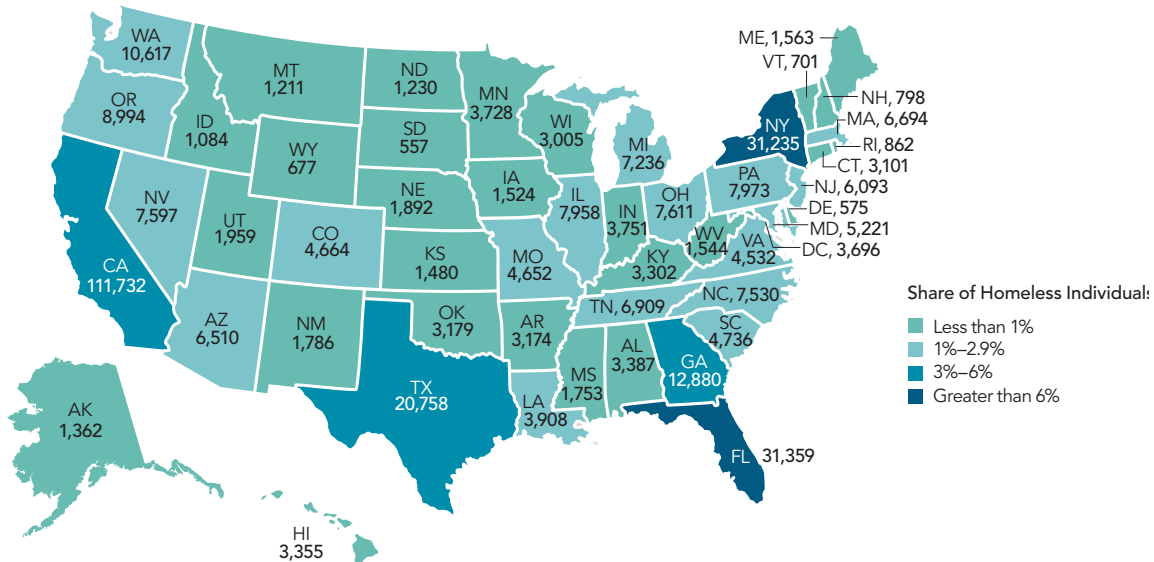 WA
10,617
MT
1,211
ND
1,230
MN
3,728
ME, 1,563
VT, 701
NH, 798
MA, 6,694
RI, 862
CT, 3,101
NJ, 6,093
DE, 575
MD, 5,221
DC, 3,696
OR
8,994
ID
1,084
WY
677
SD
557
WI
3,005
MI
7,236
NY
31,235
PA
7,973
NV
7,597
UT
1,959
CO
4,664
NE
1,892
IA
1,524
IL
7,958
IN
3,751
OH
7,611
WV
1,544
VA
4,532
CA
111,732
KS
1,480
MO
4,652
KY
3,302
TN, 6,909
NC, 7,530
AZ
6,510
NM
1,786
OK
3,179
AR
3,174
SC
4,736
MS
1,753
AL
3,387
GA
12,880
TX
20,758
LA
3,908
FL 31,359
AK
1,362
HI
3,355
Share of Homeless Individuals
Less than 1%
1%–2.9%
3%–6%
Greater than 6%